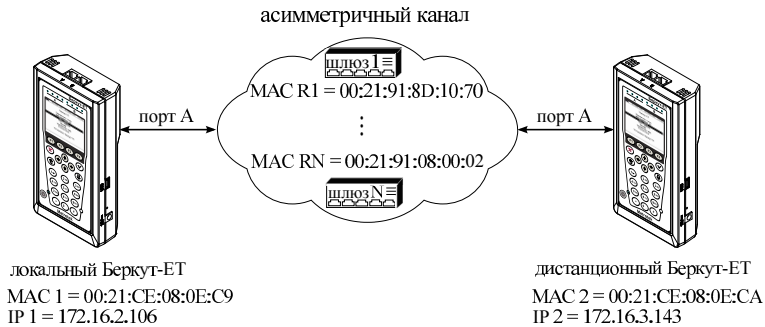 асимметричный канал
шлюз 1
MAC R1 = 00:21:91:8D:10:70
порт A
порт A
MAC RN = 00:21:91:08:00:02
шлюз N
локальный Беркут-ET
MAC 1 = 00:21:CE:08:0E:C9
IP 1 = 172.16.2.106
дистанционный Беркут-ET
MAC 2 = 00:21:CE:08:0E:CA
IP 2 = 172.16.3.143